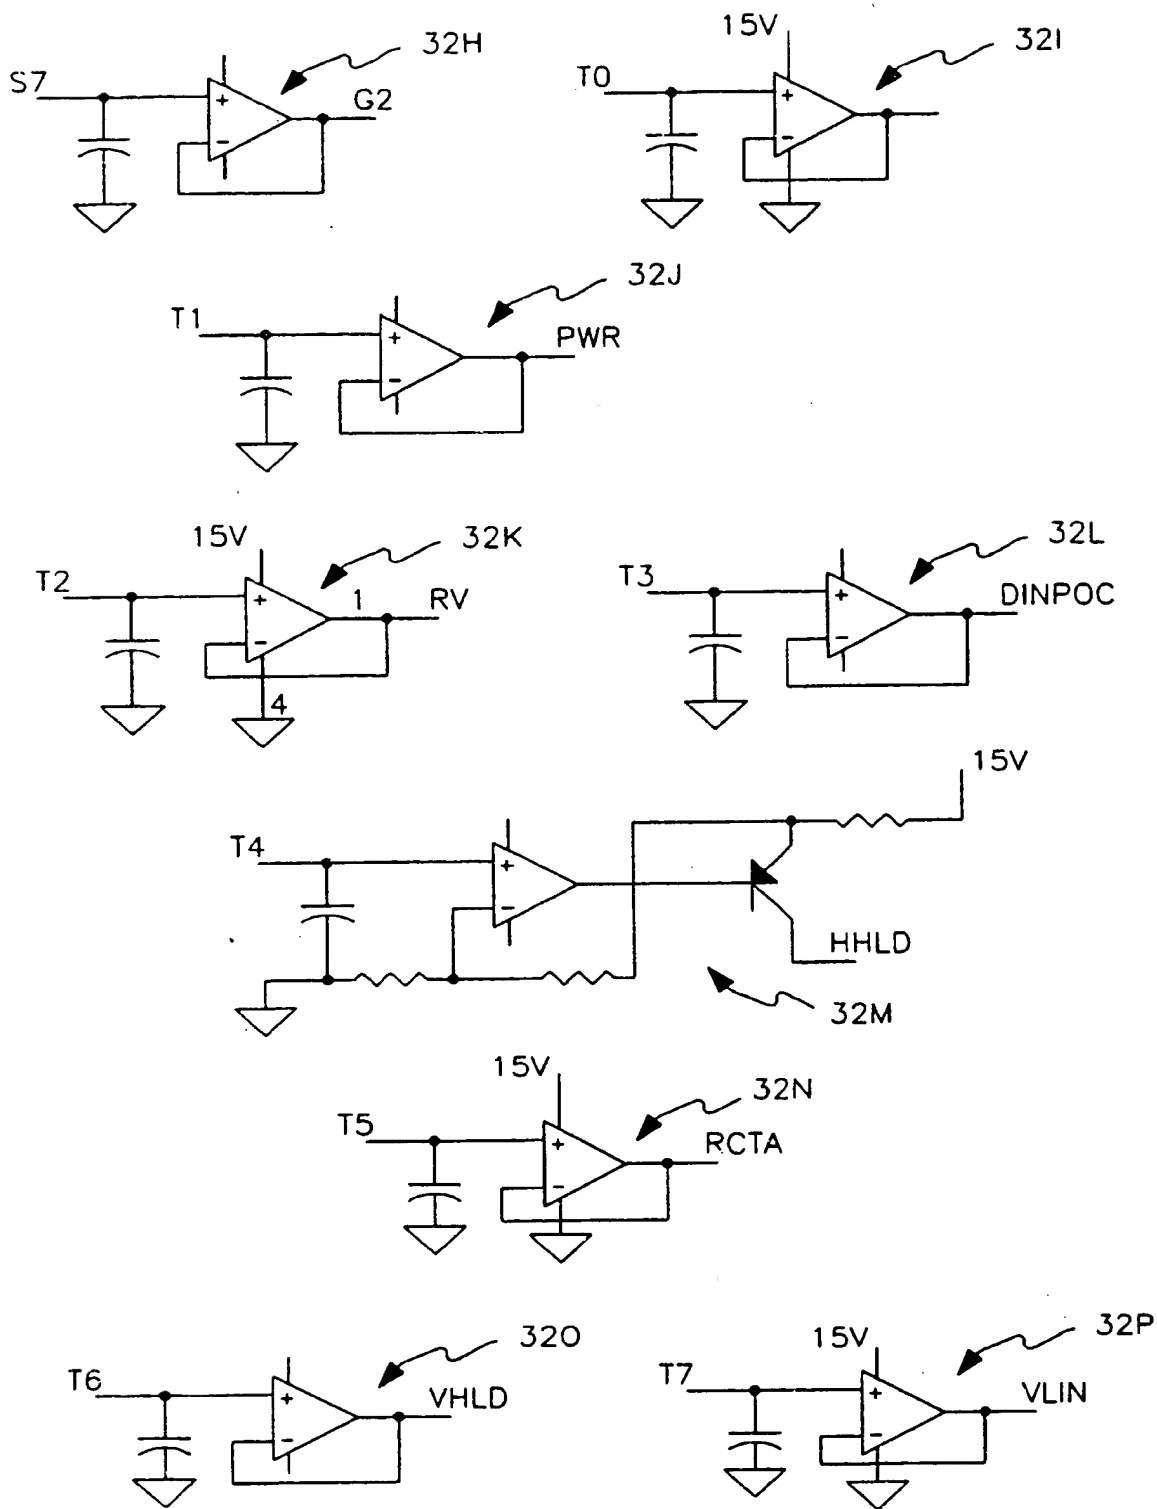 32H
S7
G2
15V
32I
T0
32J
T1
PWR
15V
32K
T2
1
RV
4
32L
T3
DINPOC
15V
T4
HHLD
32M
15V
32N
T5
RCTA
32O
T6
VHLD
15V
32P
T7
VLIN